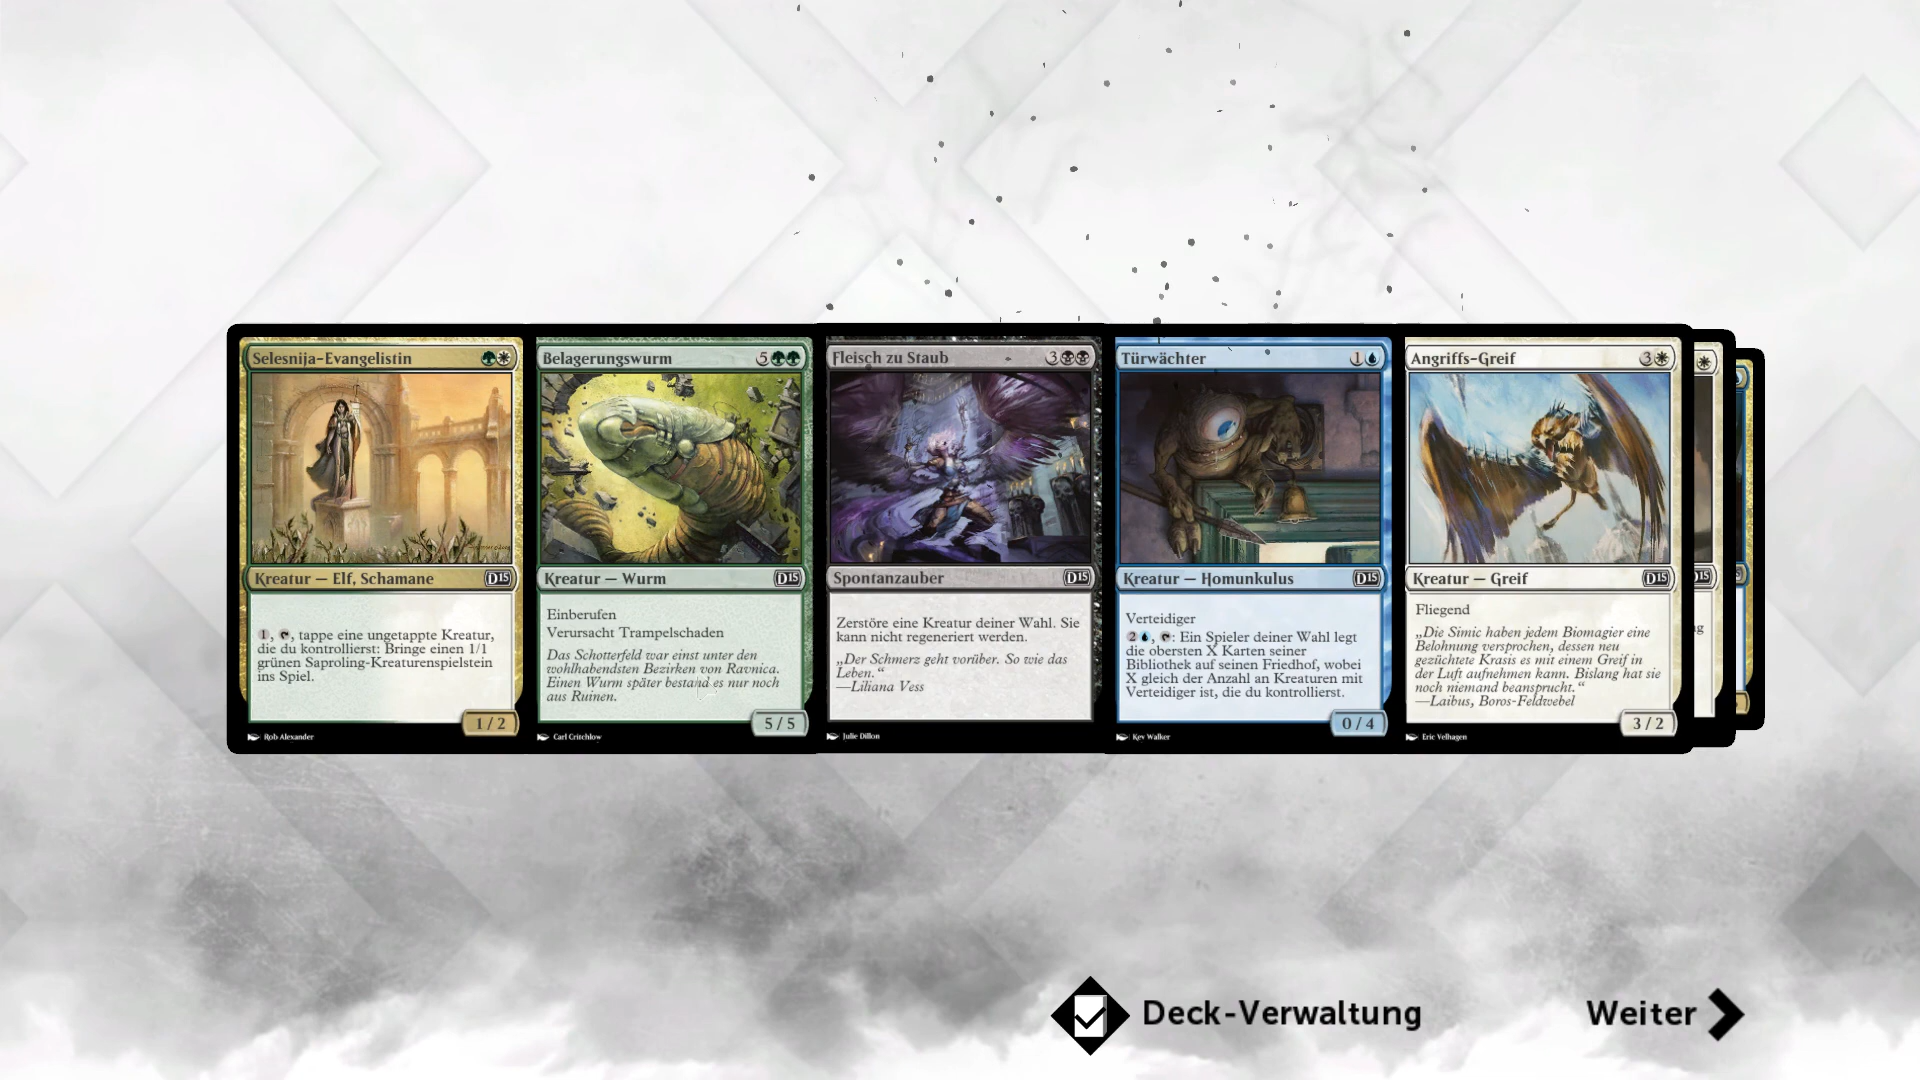 Selesnija-Evangelistin
Kreatur — Elf, Schamane
D15
1, , tappe eine ungetappte Kreatur,
die du kontrollierst: Bringe einen 1/1
grünen Saproling-Kreaturenspielstein
ins Spiel.
1 / 2
Rob Alexander
Belagerungswurm
5
Kreatur — Wurm
D15
Einberufen
Verursacht Trampelschaden
Das Schotterfeld war einst unter den
wohlhabendsten Bezirken von Ravnica.
Einen Wurm später bestand es nur noch
aus Ruinen.
5 / 5
Carl Critchlow
Fleisch zu Staub
3
Spontanzauber
D15
Zerstöre eine Kreatur deiner Wahl. Sie
kann nicht regeneriert werden.
„Der Schmerz geht vorüber. So wie das
Leben.“
—Liliana Vess
Julie Dillon
Türwächter
1
Kreatur — Homunkulus
D15
Verteidiger
2 , : Ein Spieler deiner Wahl legt
die obersten X Karten seiner
Bibliothek auf seinen Friedhof, wobei
X gleich der Anzahl an Kreaturen mit
Verteidiger ist, die du kontrollierst.
0 / 4
Kev Walker
Angriffs-Greif
3
Kreatur — Greif
D15
Fliegend
„Die Simic haben jedem Biomagier eine
Belohnung versprochen, dessen neu
gezüchtete Krasis es mit einem Greif in
der Luft aufnehmen kann. Bislang hat sie
noch niemand beansprucht.“
—Laibus, Boros-Feldwebel
3 / 2
Eric Velhagen
Deck-Verwaltung
Weiter